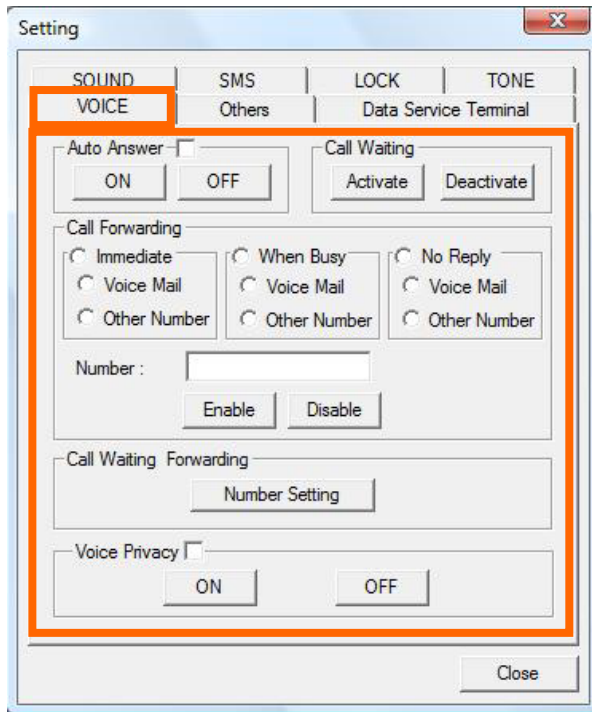 Setting
SOUND SMS LOCK TONE
VOICE Others Data Service Terminal
Auto Answer Call Waiting
ON OFF Activate Deactivate
Call Forwarding
Immediate When Busy No Reply
Voice Mail Voice Mail Voice Mail
Other Number Other Number Other Number
Number :
Enable Disable
Call Waiting Forwarding
Number Setting
Voice Privacy
ON OFF
Close